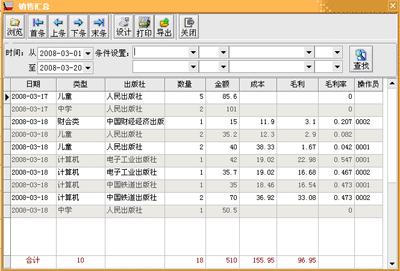 销售汇总
浏览 首条 上条 下条 末条 设计 打印 导出 关闭
时间: 从 2008-03-01 条件设置:
至 2008-03-20 查找
日期 类型 出版社 数量 金额 成本 毛利 毛利率 操作员
2008-03-17 儿童 人民出版社 5 85.6 0
2008-03-17 中学 人民出版社 2 101 0
2008-03-18 财会类 中国财经经济出版 1 15 11.9 3.1 0.207 0002
2008-03-18 儿童 人民出版社 1 35.2 12.3 2.9 0.082
2008-03-18 儿童 人民出版社 2 40 38.33 1.67 0.042 0001
2008-03-18 计算机 电子工业出版社 2 42 19.02 22.98 0.547 0001
2008-03-18 计算机 电子工业出版社 1 35.7 19.02 16.68 0.467 0002
2008-03-18 计算机 中国铁道出版社 1 35 18.46 16.54 0.473 0001
2008-03-18 计算机 中国铁道出版社 2 70 36.92 33.08 0.473 0002
2008-03-18 中学 人民出版社 1 50.5 0
合计 10 18 510 155.95 96.95